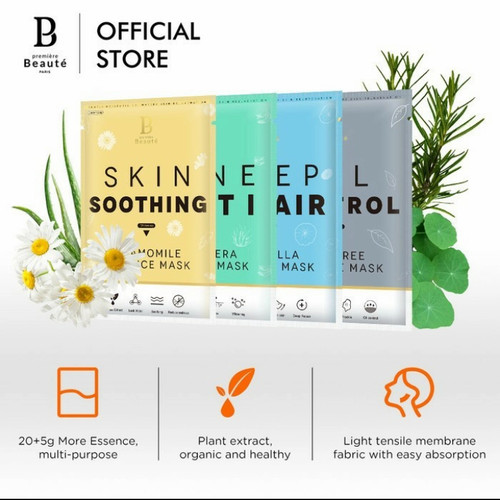 B
première
Beauté
PARIS
OFFICIAL
STORE
B
Beauté
SKIN
SOOTHING
MOMILE
CE MASK
NE
TI
ERA
MASK
EP
AIR
LLA
MASK
L
TROL
REE
MASK
20+5g More Essence,
multi-purpose
Plant extract,
organic and healthy
Light tensile membrane
fabric with easy absorption